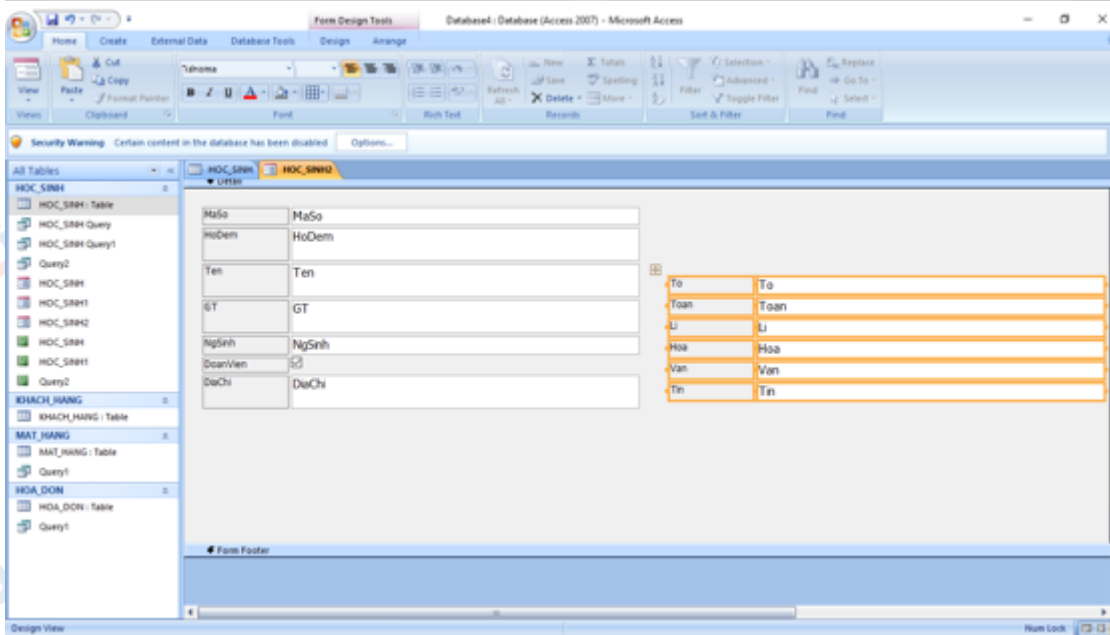 Form Design Tools Database4 : Database (Access 2007) - Microsoft Access
Home Create External Data Database Tools Design Arrange
View Paste Cut Copy Format Painter
Tahoma
B I U
Refresh All New Save Delete Totals Spelling More
Filter Selection Advanced Toggle Filter
Find Replace Go To Select
Views Clipboard Font Rich Text Records Sort & Filter Find
Security Warning Certain content in the database has been disabled Options...
All Tables
HOC_SINH
HOC_SINH : Table
HOC_SINH Query
HOC_SINH Query1
Query2
HOC_SINH
HOC_SINH1
HOC_SINH2
HOC_SINH
HOC_SINH1
Query2
KHACH_HANG
KHACH_HANG : Table
MAT_HANG
MAT_HANG : Table
Query1
HOA_DON
HOA_DON : Table
Query1
HOC_SINH HOC_SINH2
Detail
MaSo MaSo
HoDem HoDem
Ten Ten
GT GT
NgSinh NgSinh
DoanVien
DiaChi DiaChi
To To
Toan Toan
Li Li
Hoa Hoa
Van Van
Tin Tin
Form Footer
Design View Num Lock